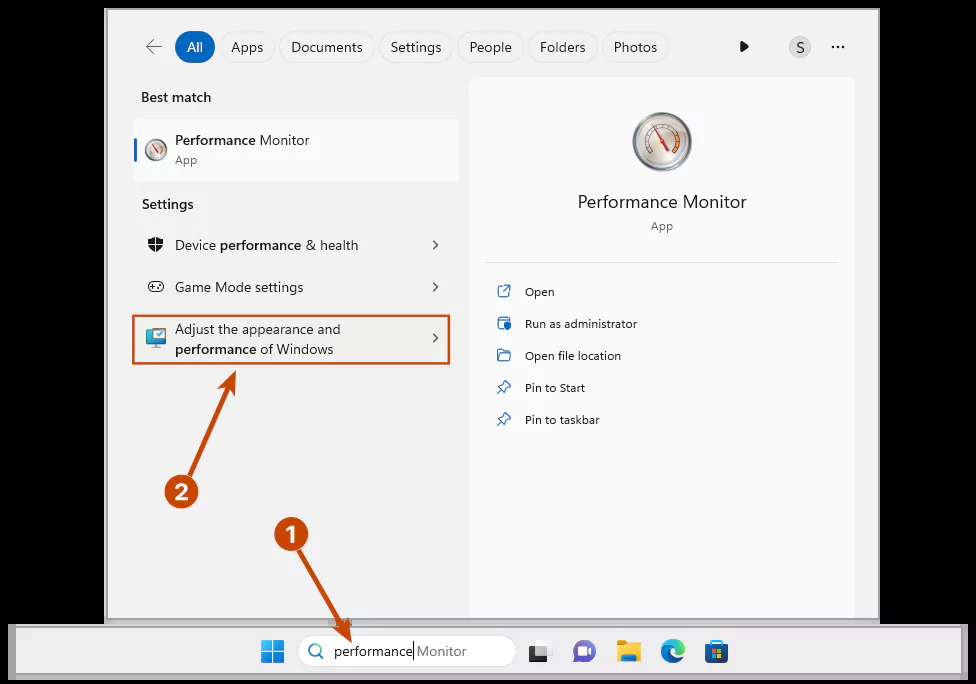 All Apps Documents Settings People Folders Photos S
Best match
Performance Monitor
App
Settings
Device performance & health
Game Mode settings
Adjust the appearance and
performance of Windows
Performance Monitor
App
Open
Run as administrator
Open file location
Pin to Start
Pin to taskbar
2
1
performance Monitor